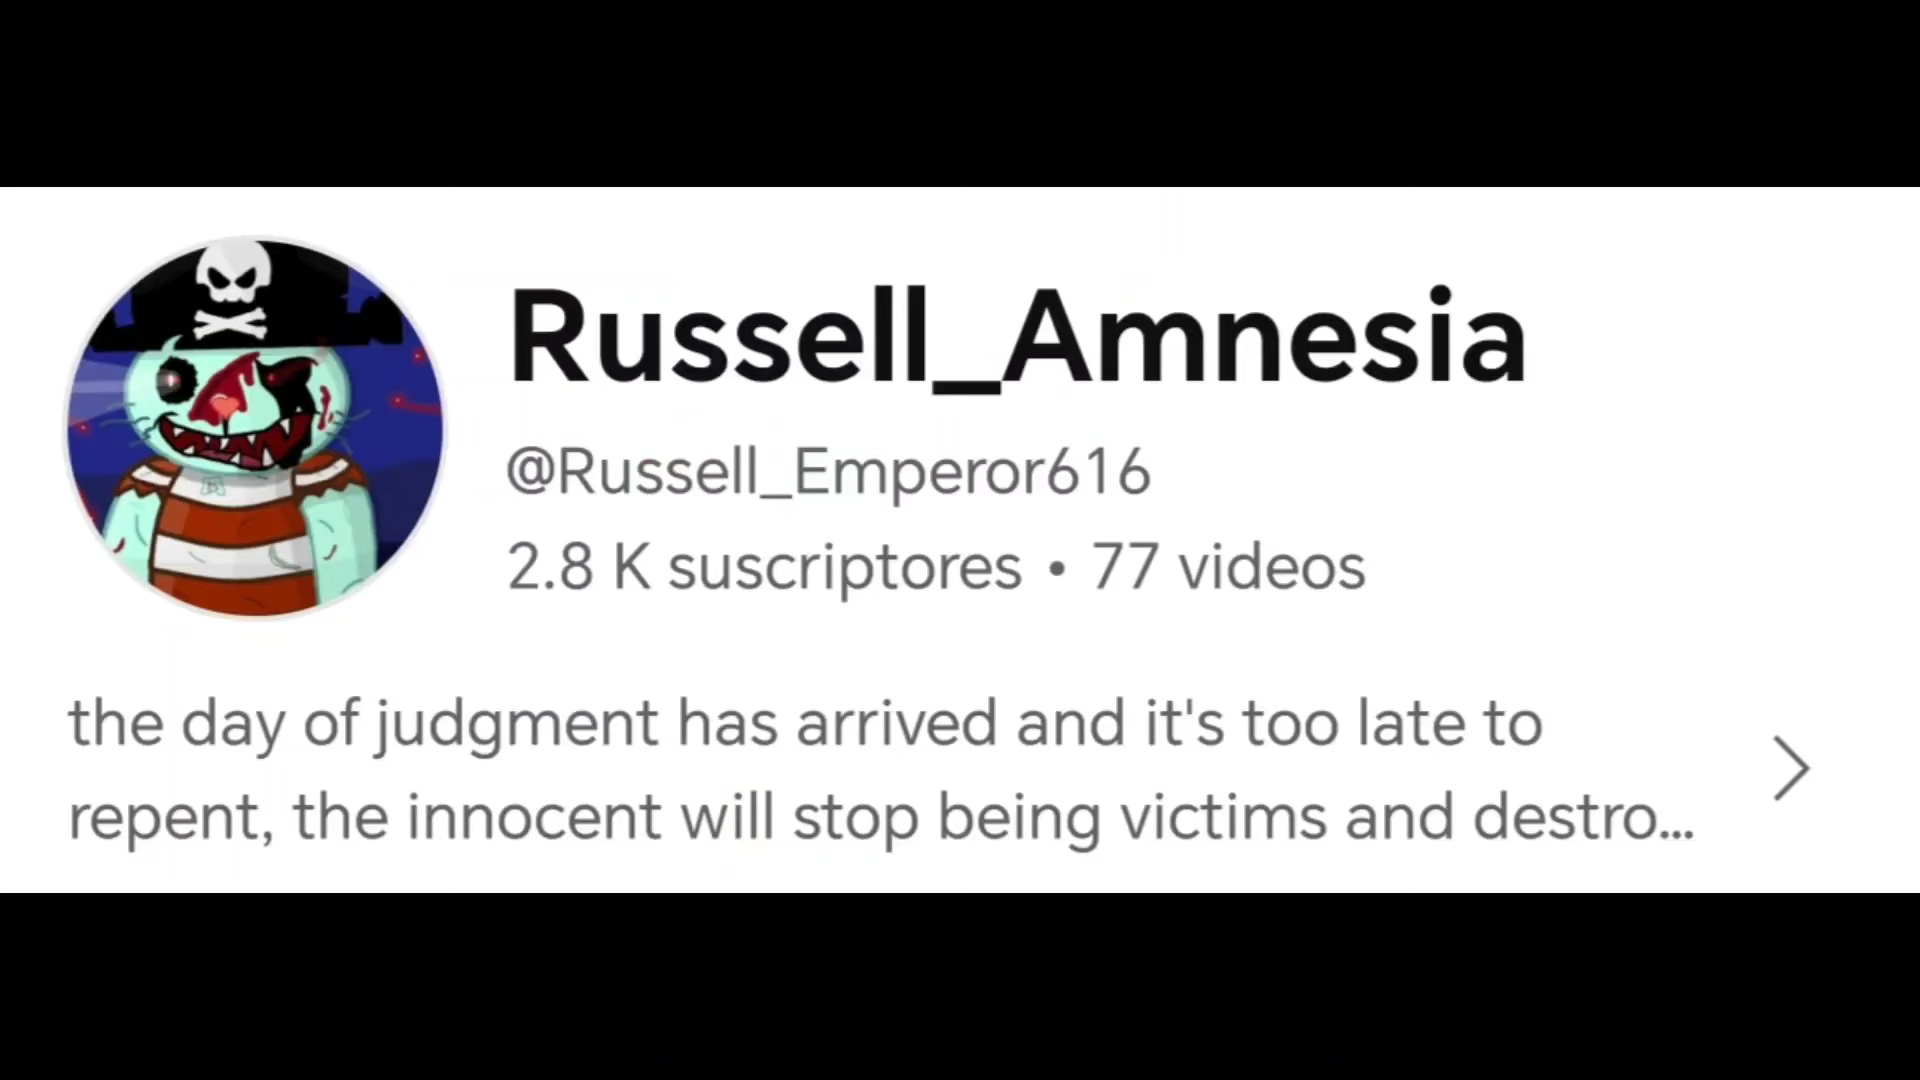 Russell_Amnesia
@Russell_Emperor616
2.8 K suscriptores • 77 videos
the day of judgment has arrived and it's too late to
repent, the innocent will stop being victims and destro...